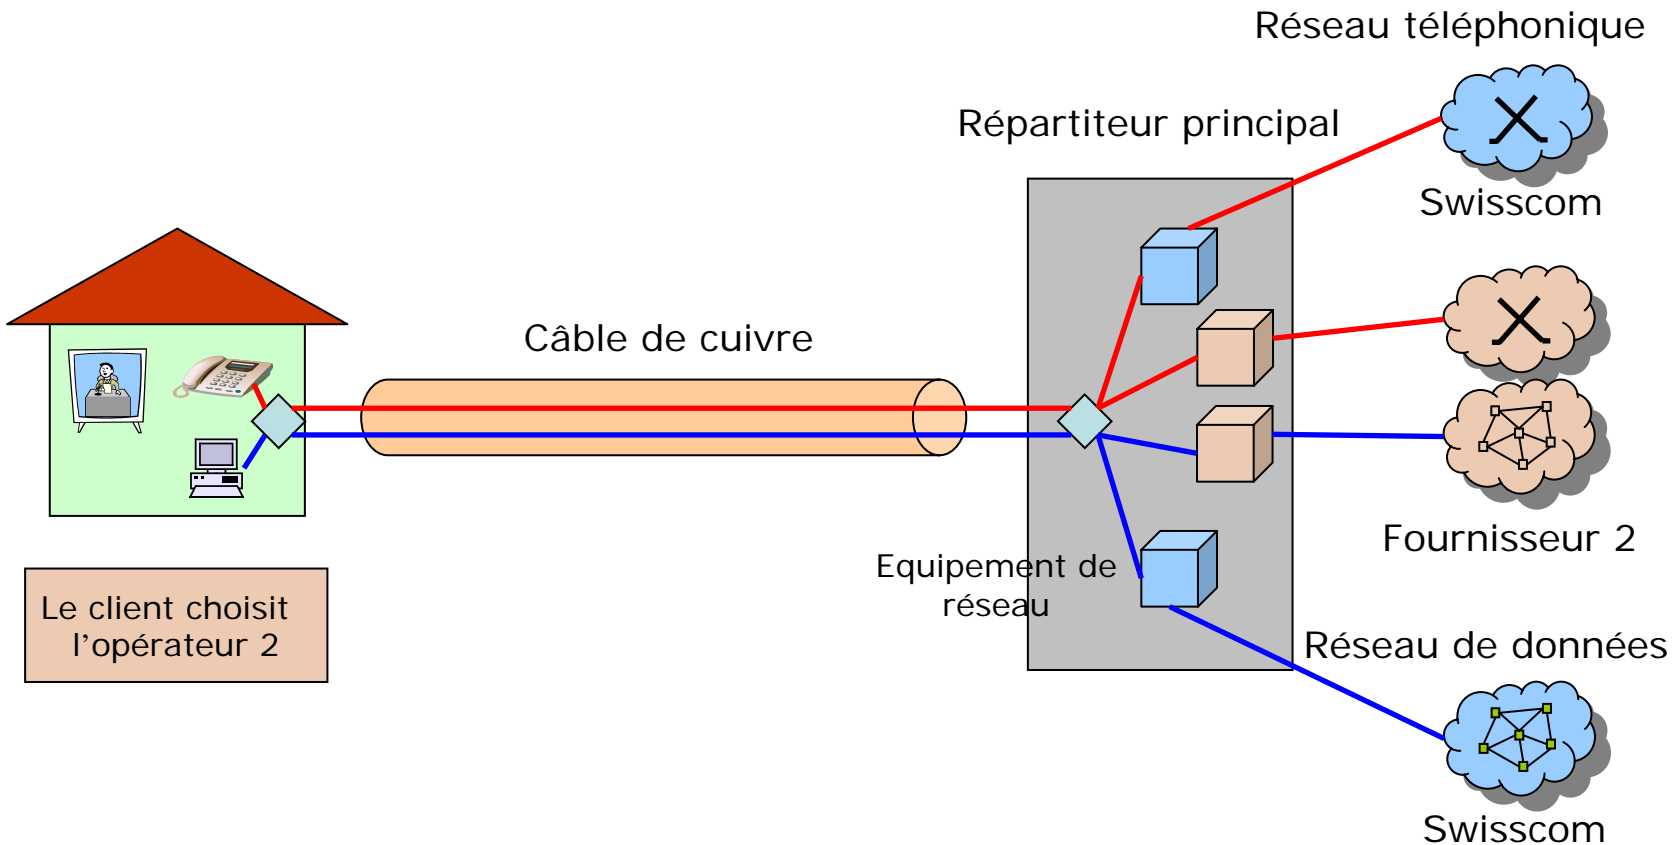 Réseau téléphonique
Répartiteur principal
Swisscom
Câble de cuivre
Fournisseur 2
Equipement de
réseau
Le client choisit
l’opérateur 2
Réseau de données
Swisscom